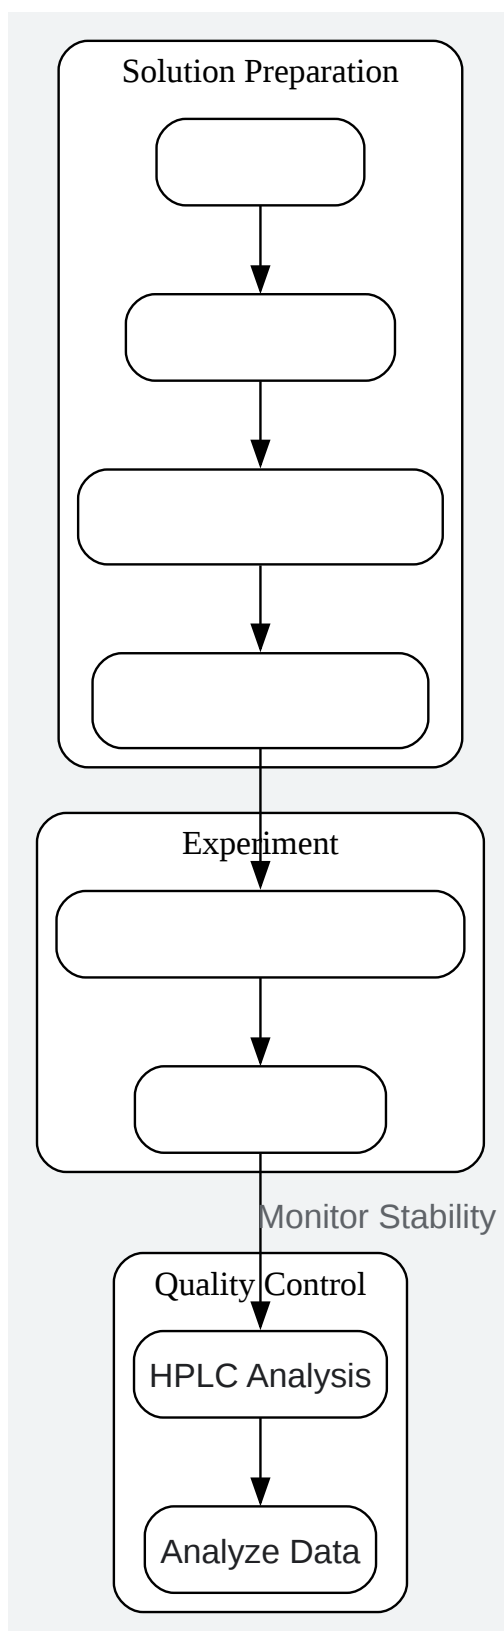 Solution Preparation
Experiment
Monitor Stability
Quality Control
HPLC Analysis
Analyze Data